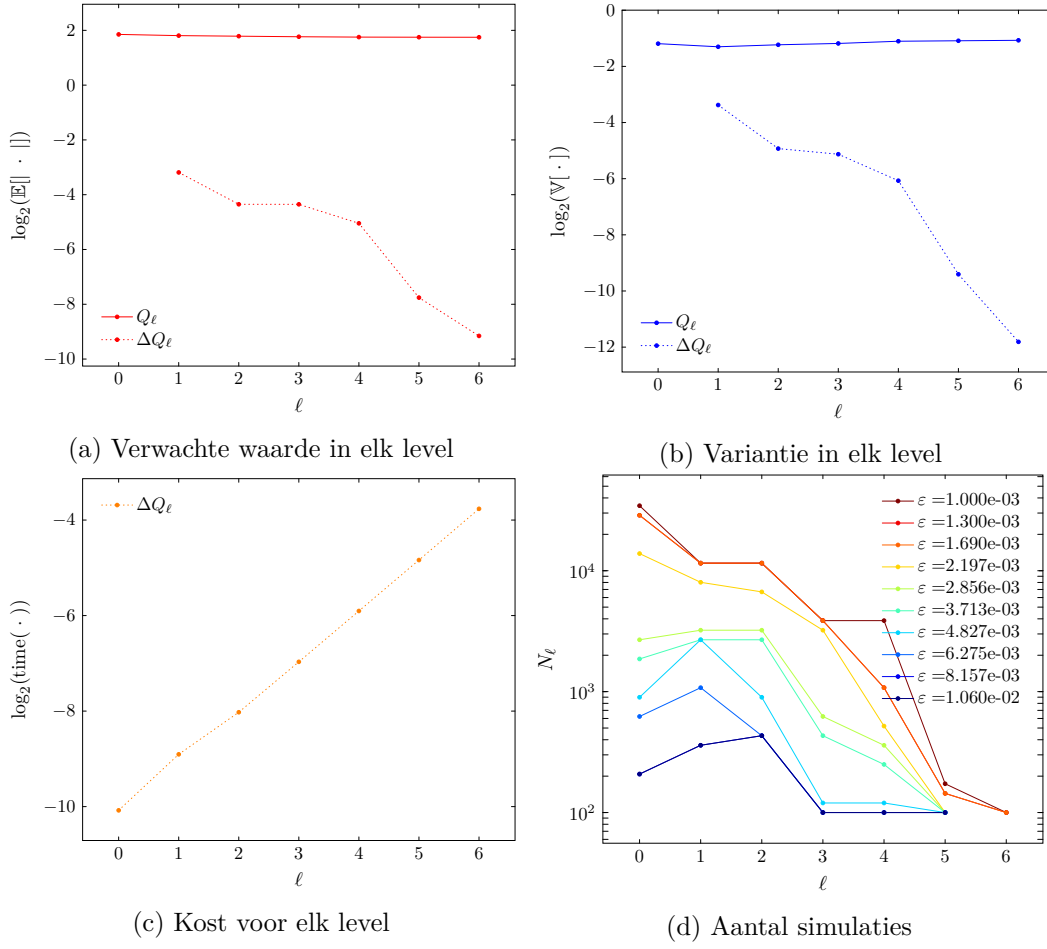 2
0
−2
−4
−6
−8
−10
log₂(𝔼[| · |])
Qℓ
ΔQℓ
0 1 2 3 4 5 6
ℓ
(a) Verwachte waarde in elk level
0
−2
−4
−6
−8
−10
−12
log₂(𝕍[ · ])
Qℓ
ΔQℓ
0 1 2 3 4 5 6
ℓ
(b) Variantie in elk level
−4
−6
−8
−10
log₂(time( · ))
ΔQℓ
0 1 2 3 4 5 6
ℓ
(c) Kost voor elk level
10⁴
10³
10²
Nℓ
ε =1.000e-03
ε =1.300e-03
ε =1.690e-03
ε =2.197e-03
ε =2.856e-03
ε =3.713e-03
ε =4.827e-03
ε =6.275e-03
ε =8.157e-03
ε =1.060e-02
0 1 2 3 4 5 6
ℓ
(d) Aantal simulaties